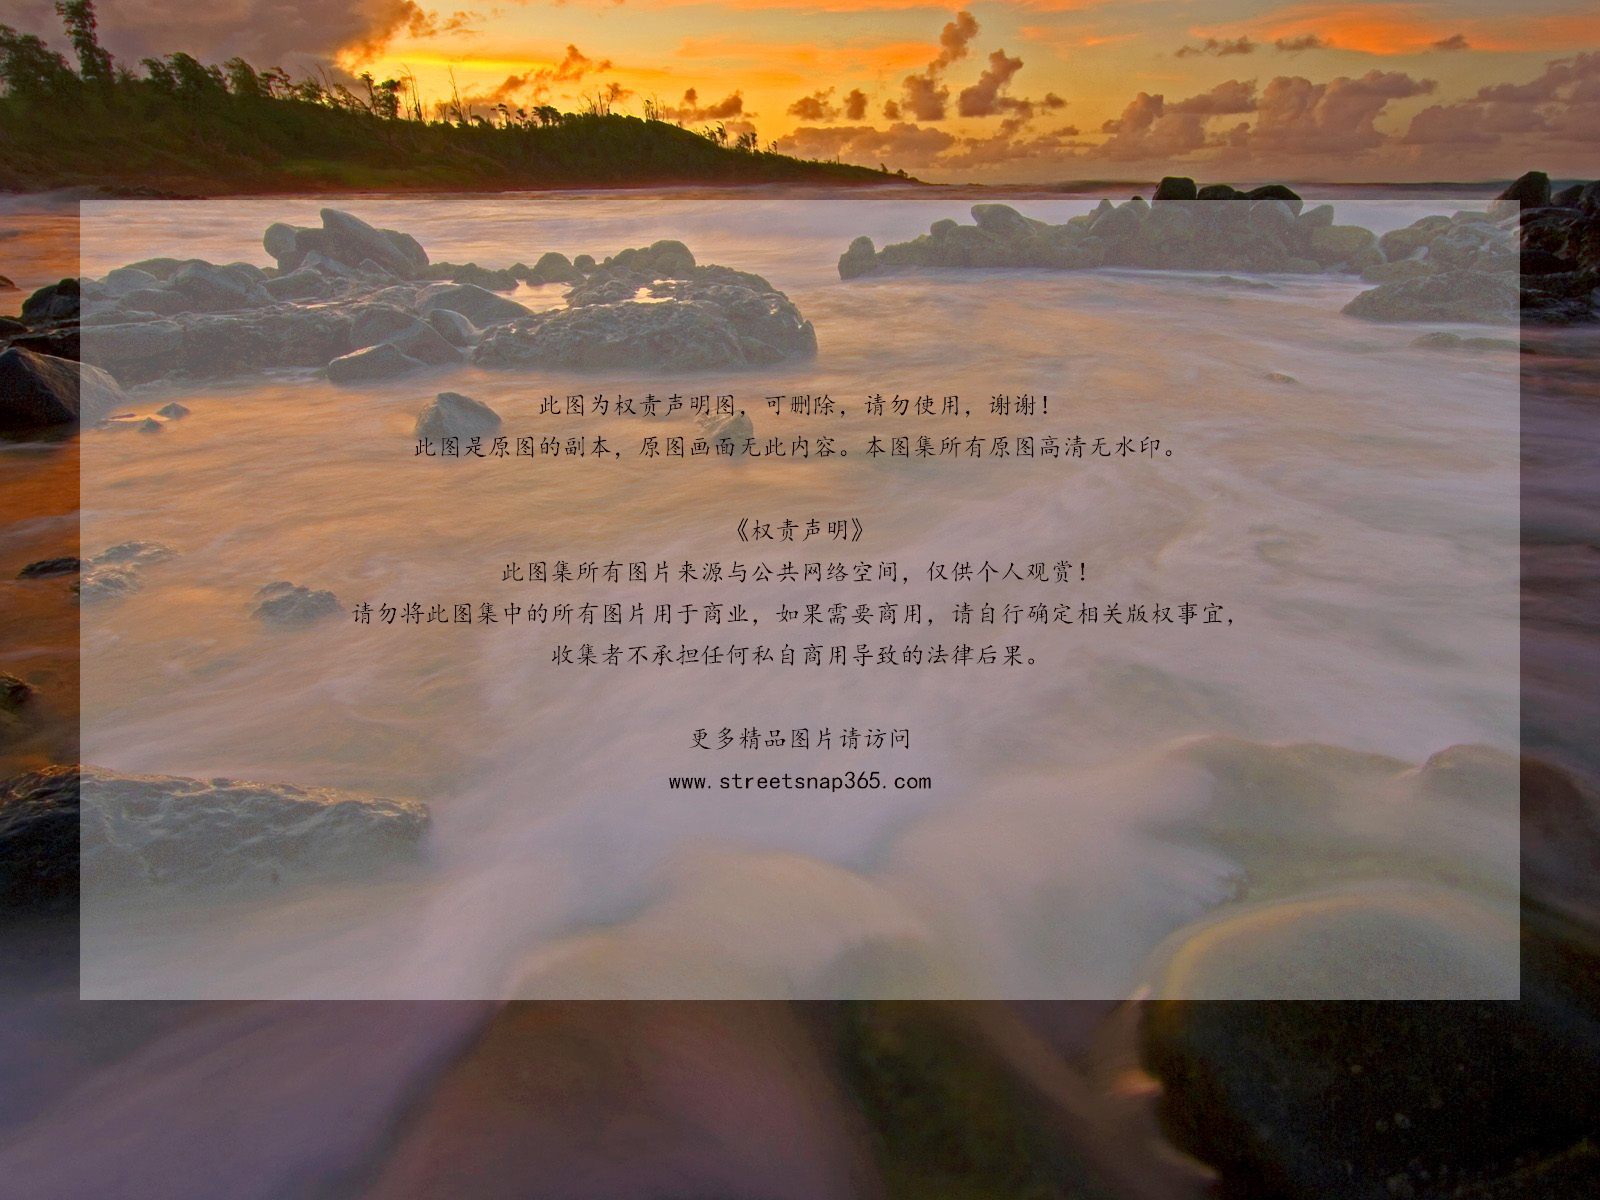 此图为权责声明图，可删除，请勿使用，谢谢！
此图是原图的副本，原图画面无此内容。本图集所有原图高清无水印。
《权责声明》
此图集所有图片来源与公共网络空间，仅供个人观赏！
请勿将此图集中的所有图片用于商业，如果需要商用，请自行确定相关版权事宜，
收集者不承担任何私自商用导致的法律后果。
更多精品图片请访问
www.streetsnap365.com